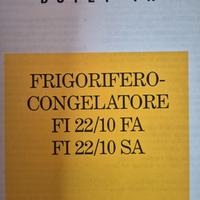 FRIGORIFERO-
CONGELATORE
FI 22/10 FA
FI 22/10 SA